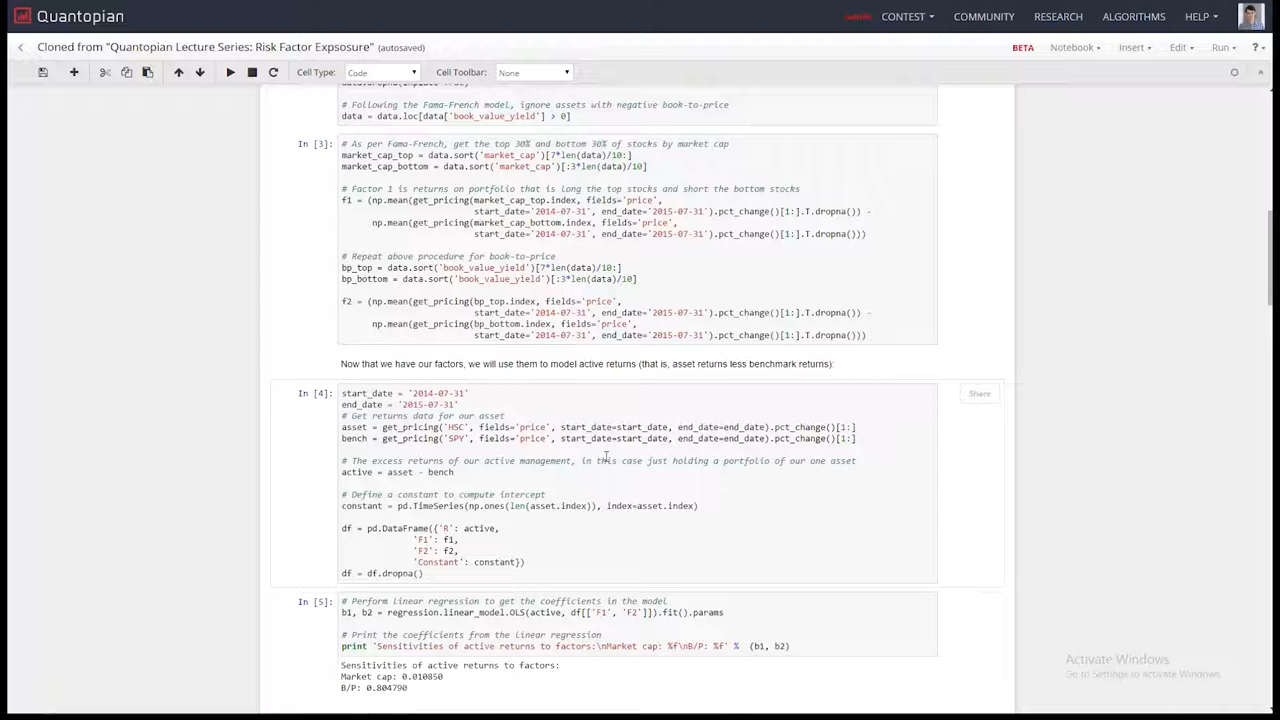 Quantopian
CONTEST COMMUNITY RESEARCH ALGORITHMS HELP
Cloned from "Quantopian Lecture Series: Risk Factor Expsosure" (autosaved)
BETA Notebook Insert Edit Run ?
Cell Type: Code Cell Toolbar: None
# Following the Fama-French model, ignore assets with negative book-to-price
data = data.loc[data['book_value_yield'] > 0]
In [3]:
# As per Fama-French, get the top 30% and bottom 30% of stocks by market cap
market_cap_top = data.sort('market_cap')[7*len(data)/10:]
market_cap_bottom = data.sort('market_cap')[:3*len(data)/10]
# Factor 1 is returns on portfolio that is long the top stocks and short the bottom stocks
f1 = (np.mean(get_pricing(market_cap_top.index, fields='price',
start_date='2014-07-31', end_date='2015-07-31').pct_change()[1:].T.dropna()) -
np.mean(get_pricing(market_cap_bottom.index, fields='price',
start_date='2014-07-31', end_date='2015-07-31').pct_change()[1:].T.dropna()))
# Repeat above procedure for book-to-price
bp_top = data.sort('book_value_yield')[7*len(data)/10:]
bp_bottom = data.sort('book_value_yield')[:3*len(data)/10]
f2 = (np.mean(get_pricing(bp_top.index, fields='price',
start_date='2014-07-31', end_date='2015-07-31').pct_change()[1:].T.dropna()) -
np.mean(get_pricing(bp_bottom.index, fields='price',
start_date='2014-07-31', end_date='2015-07-31').pct_change()[1:].T.dropna()))
Now that we have our factors, we will use them to model active returns (that is, asset returns less benchmark returns):
In [4]:
Share
start_date = '2014-07-31'
end_date = '2015-07-31'
# Get returns data for our asset
asset = get_pricing('HSC', fields='price', start_date=start_date, end_date=end_date).pct_change()[1:]
bench = get_pricing('SPY', fields='price', start_date=start_date, end_date=end_date).pct_change()[1:]
# The excess returns of our active management, in this case just holding a portfolio of our one asset
active = asset - bench
# Define a constant to compute intercept
constant = pd.TimeSeries(np.ones(len(asset.index)), index=asset.index)
df = pd.DataFrame({'R': active,
'F1': f1,
'F2': f2,
'Constant': constant})
df = df.dropna()
In [5]:
# Perform linear regression to get the coefficients in the model
b1, b2 = regression.linear_model.OLS(active, df[['F1', 'F2']]).fit().params
# Print the coefficients from the linear regression
print 'Sensitivities of active returns to factors:\nMarket cap: %f\nB/P: %f' % (b1, b2)
Sensitivities of active returns to factors:
Market cap: 0.010850
B/P: 0.804790
Activate Windows
Go to Settings to activate Windows.